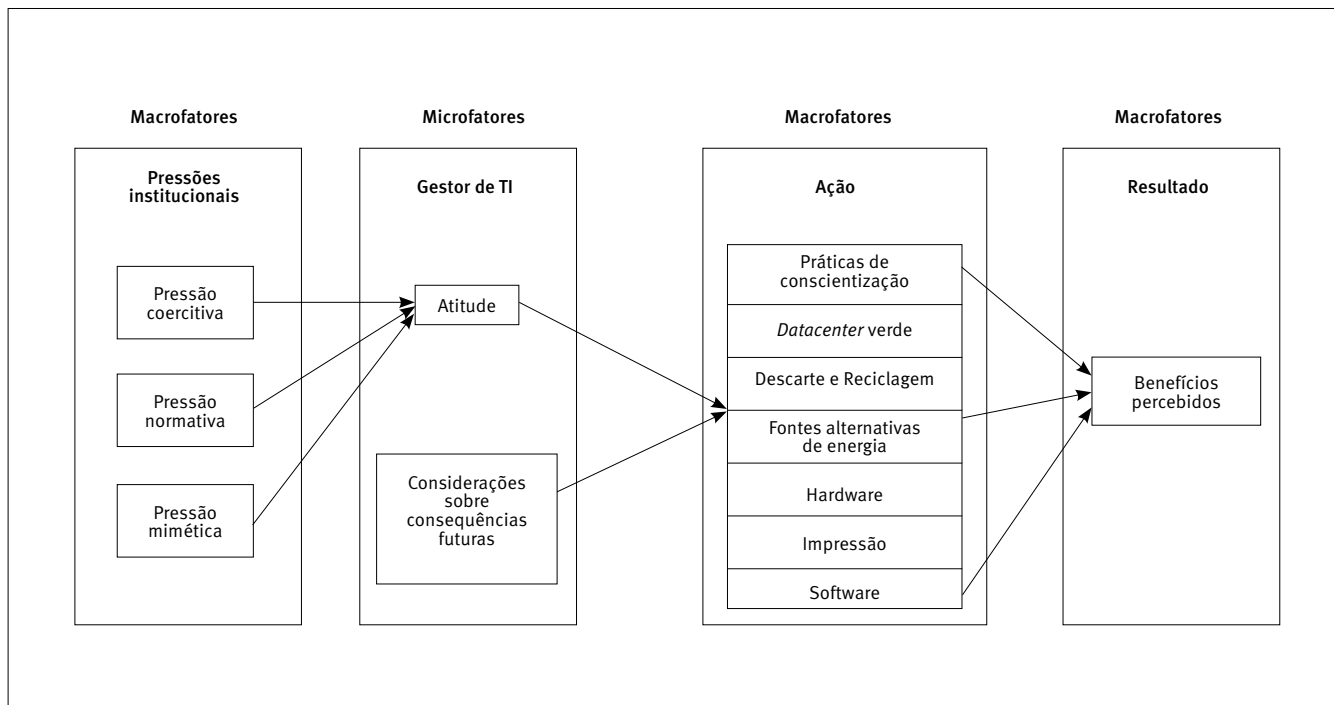 Macrofatores
Pressões
institucionais
Pressão
coercitiva
Pressão
normativa
Pressão
mimética
Microfatores
Gestor de TI
Atitude
Considerações
sobre
consequências
futuras
Macrofatores
Ação
Práticas de
conscientização
Datacenter verde
Descarte e Reciclagem
Fontes alternativas
de energia
Hardware
Impressão
Software
Macrofatores
Resultado
Benefícios
percebidos